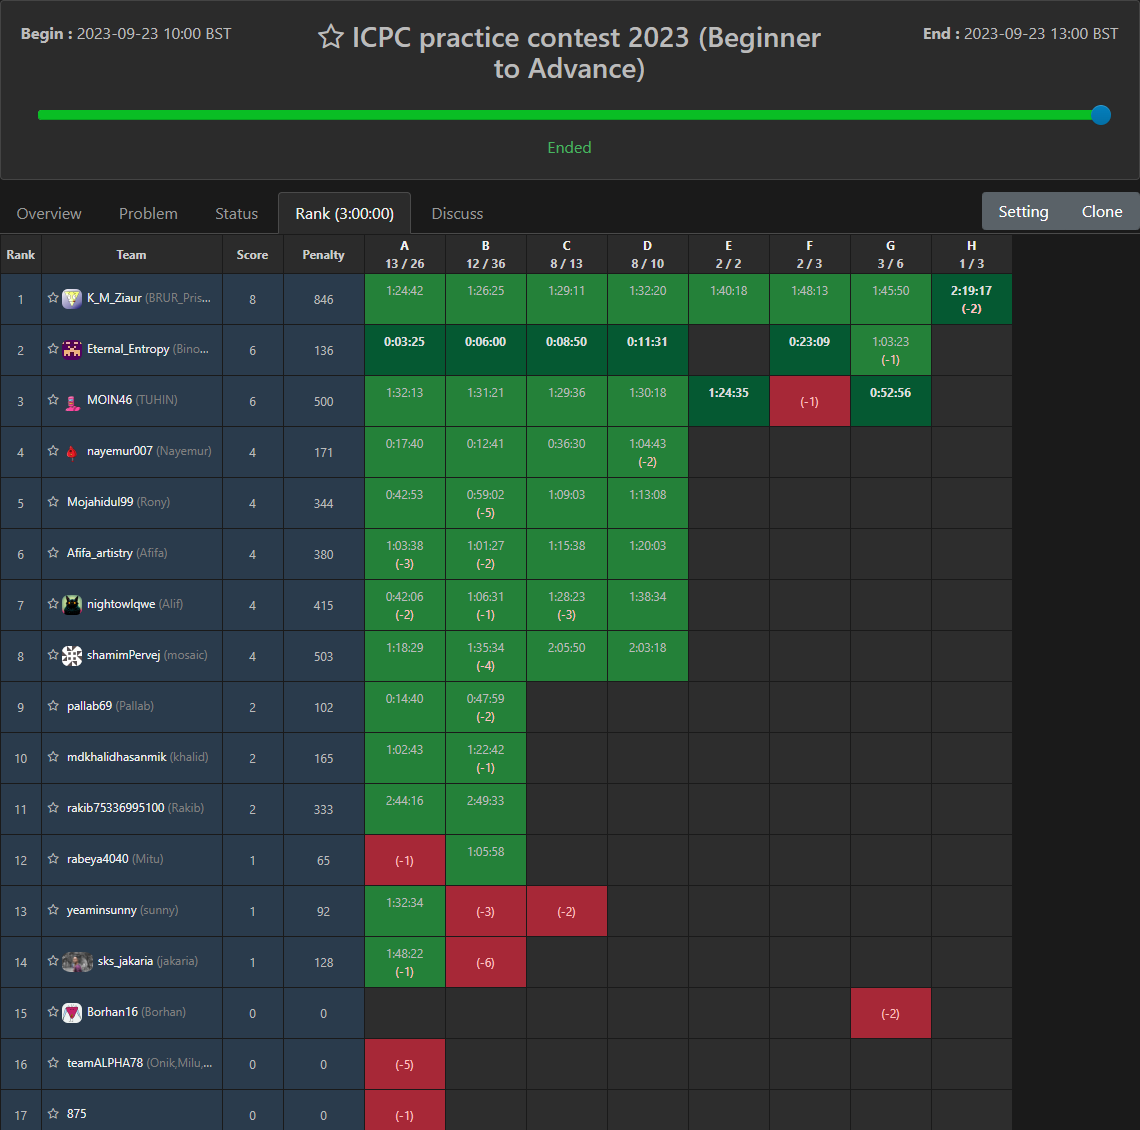 Begin : 2023-09-23 10:00 BST
ICPC practice contest 2023 (Beginner
to Advance)
End : 2023-09-23 13:00 BST
Ended
Overview Problem Status Rank (3:00:00) Discuss Setting Clone
Rank Team Score Penalty A B C D E F G H
13 / 26 12 / 36 8 / 13 8 / 10 2 / 2 2 / 3 3 / 6 1 / 3
1 K_M_Ziaur (BRUR_Pris... 8 846 1:24:42 1:26:25 1:29:11 1:32:20 1:40:18 1:48:13 1:45:50 2:19:17
(-2)
2 Eternal_Entropy (Bino... 6 136 0:03:25 0:06:00 0:08:50 0:11:31 0:23:09 1:03:23
(-1)
3 MOIN46 (TUHIN) 6 500 1:32:13 1:31:21 1:29:36 1:30:18 1:24:35 (-1) 0:52:56
4 nayemur007 (Nayemur) 4 171 0:17:40 0:12:41 0:36:30 1:04:43
(-2)
5 Mojahidul99 (Rony) 4 344 0:42:53 0:59:02 1:09:03 1:13:08
(-5)
6 Afifa_artistry (Afifa) 4 380 1:03:38 1:01:27 1:15:38 1:20:03
(-3) (-2)
7 nightowlqwe (Alif) 4 415 0:42:06 1:06:31 1:28:23 1:38:34
(-2) (-1) (-3)
8 shamimPervej (mosaic) 4 503 1:18:29 1:35:34 2:05:50 2:03:18
(-4)
9 pallab69 (Pallab) 2 102 0:14:40 0:47:59
(-2)
10 mdkhalidhasanmik (khalid) 2 165 1:02:43 1:22:42
(-1)
11 rakib75336995100 (Rakib) 2 333 2:44:16 2:49:33
12 rabeya4040 (Mitu) 1 65 (-1) 1:05:58
13 yeaminsunny (sunny) 1 92 1:32:34 (-3) (-2)
14 sks_jakaria (jakaria) 1 128 1:48:22 (-6)
(-1)
15 Borhan16 (Borhan) 0 0 (-2)
16 teamALPHA78 (Onik,Milu,... 0 0 (-5)
17 875 0 0 (-1)